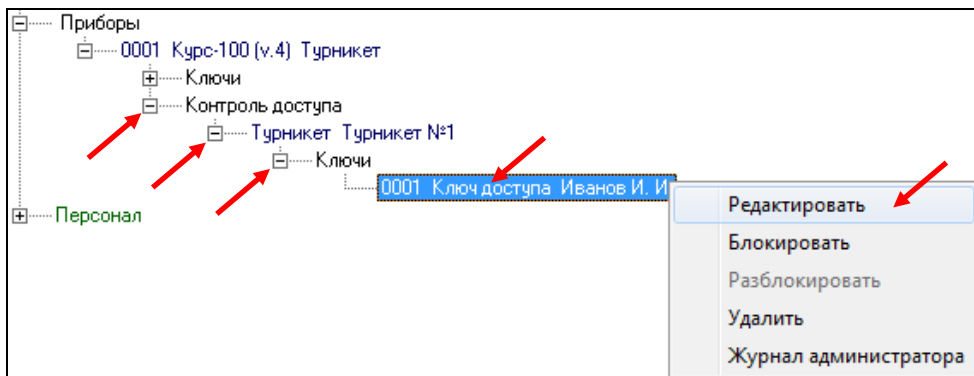 Приборы
0001 Курс-100 (v.4) Турникет
Ключи
Контроль доступа
Турникет Турникет №1
Ключи
0001 Ключ доступа Иванов И. И
Персонал
Редактировать
Блокировать
Разблокировать
Удалить
Журнал администратора